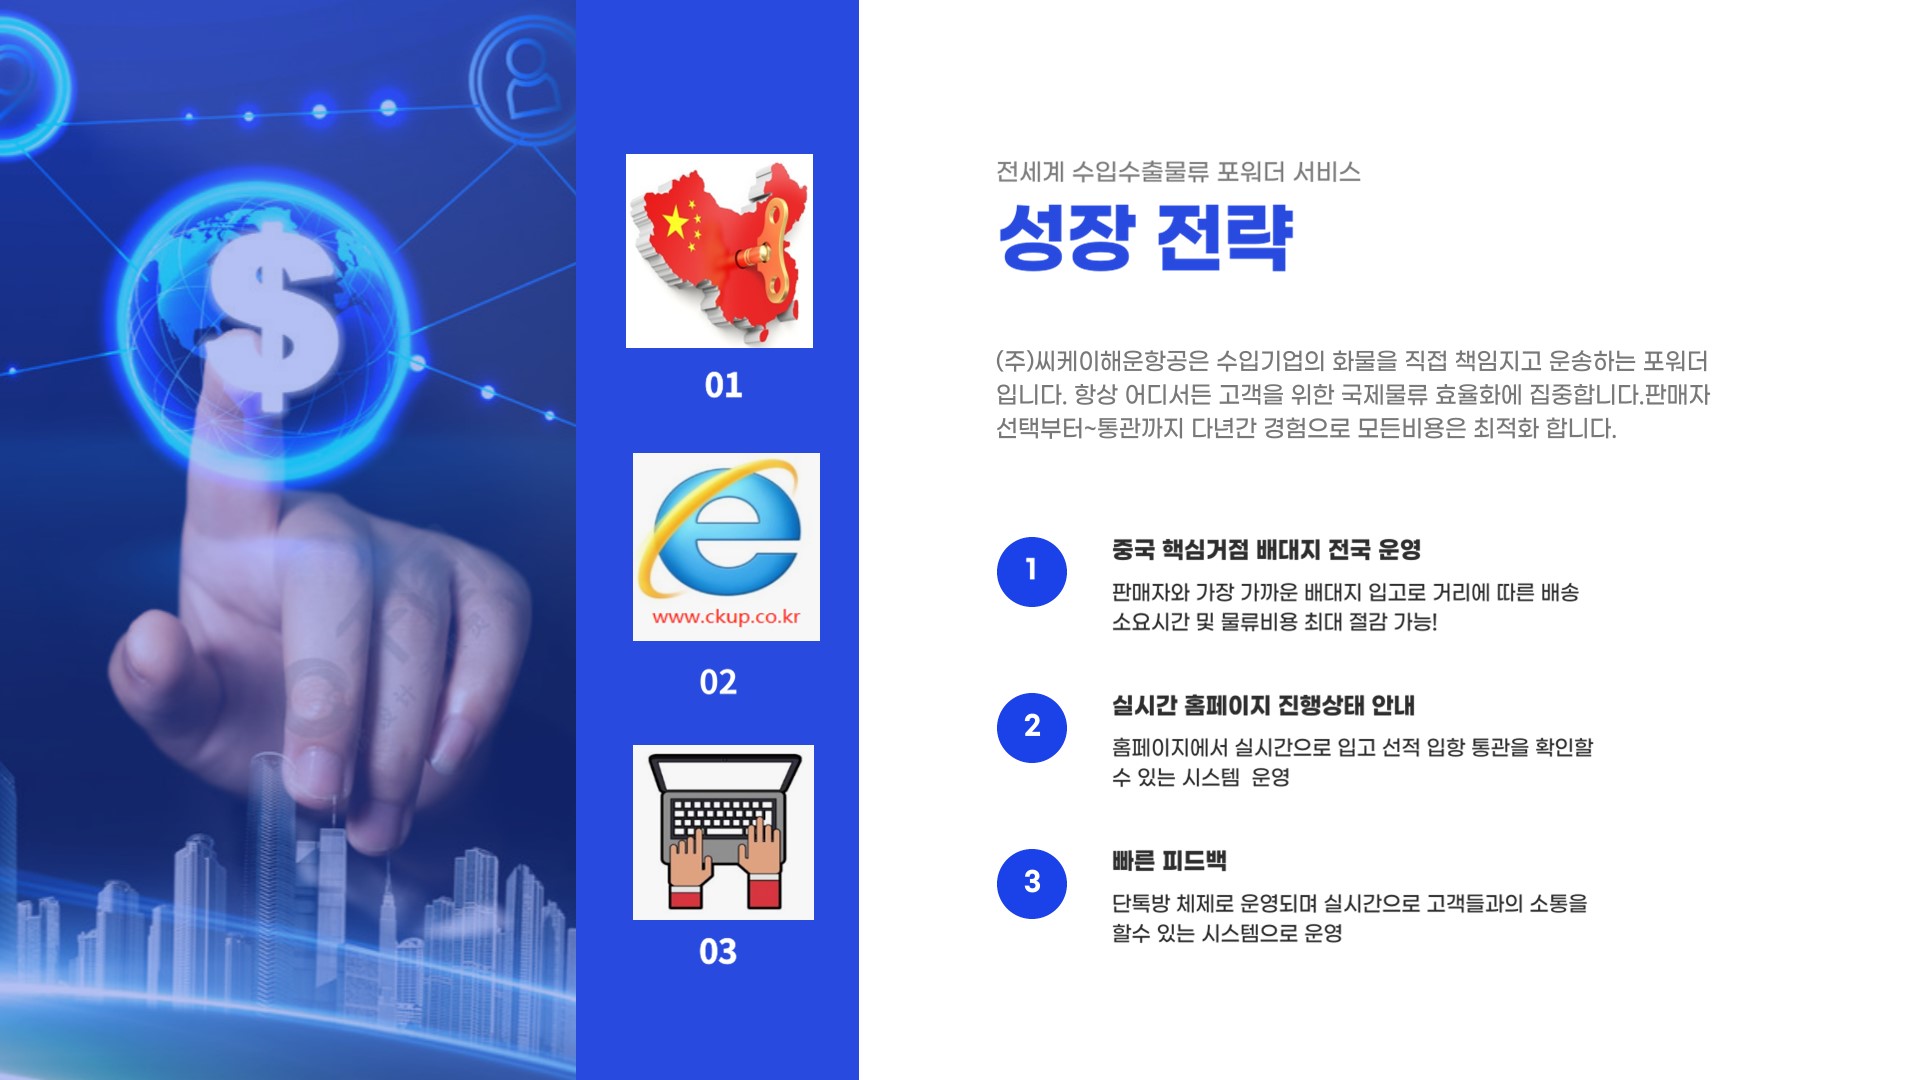 01
www.ckup.co.kr
02
03
전세계 수입수출물류 포워더 서비스
성장 전략
(주)씨케이해운항공은 수입기업의 화물을 직접 책임지고 운송하는 포워더
입니다. 항상 어디서든 고객을 위한 국제물류 효율화에 집중합니다.판매자
선택부터~통관까지 다년간 경험으로 모든비용은 최적화 합니다.
1
중국 핵심거점 배대지 전국 운영
판매자와 가장 가까운 배대지 입고로 거리에 따른 배송
소요시간 및 물류비용 최대 절감 가능!
2
실시간 홈페이지 진행상태 안내
홈페이지에서 실시간으로 입고 선적 입항 통관을 확인할
수 있는 시스템  운영
3
빠른 피드백
단톡방 체제로 운영되며 실시간으로 고객들과의 소통을
할수 있는 시스템으로 운영